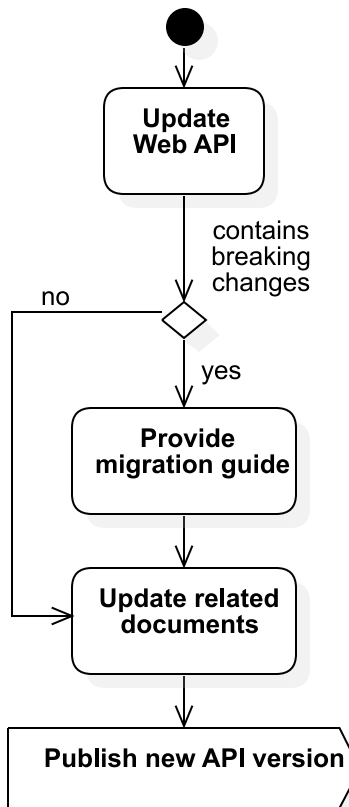 Update
Web API
contains
breaking
changes
no
yes
Provide
migration guide
Update related
documents
Publish new API version